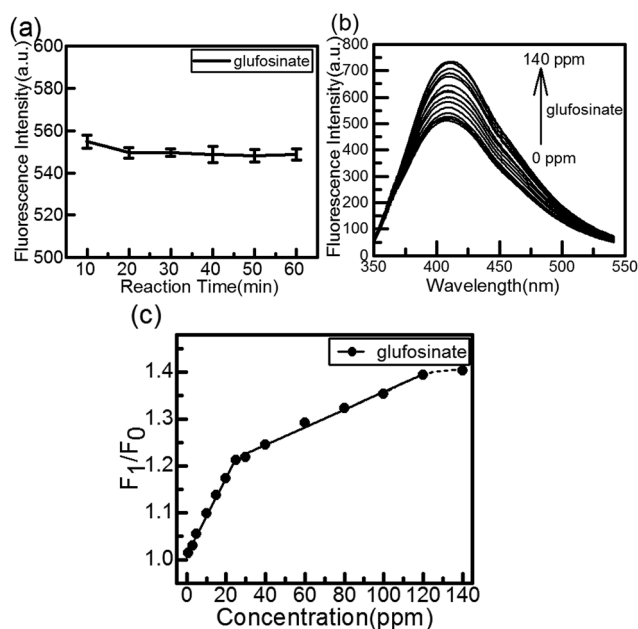 (a)
600
580
560
540
520
500
Fluorescence Intensity(a.u.)
glufosinate
10 20 30 40 50 60
Reaction Time(min)
(b)
800
700
600
500
400
300
200
100
0
Fluorescence Intensity(a.u.)
140 ppm
glufosinate
0 ppm
350 400 450 500 550
Wavelength(nm)
(c)
glufosinate
1.4
1.3
1.2
1.1
1.0
F1/F0
0 20 40 60 80 100 120 140
Concentration(ppm)